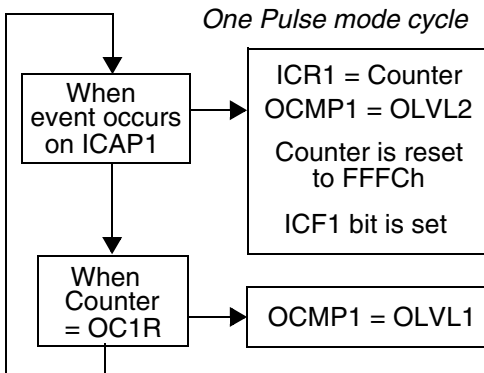 One Pulse mode cycle
When
event occurs
on ICAP1
ICR1 = Counter
OCMP1 = OLVL2
Counter is reset
to FFFCh
ICF1 bit is set
When
Counter
= OC1R
OCMP1 = OLVL1